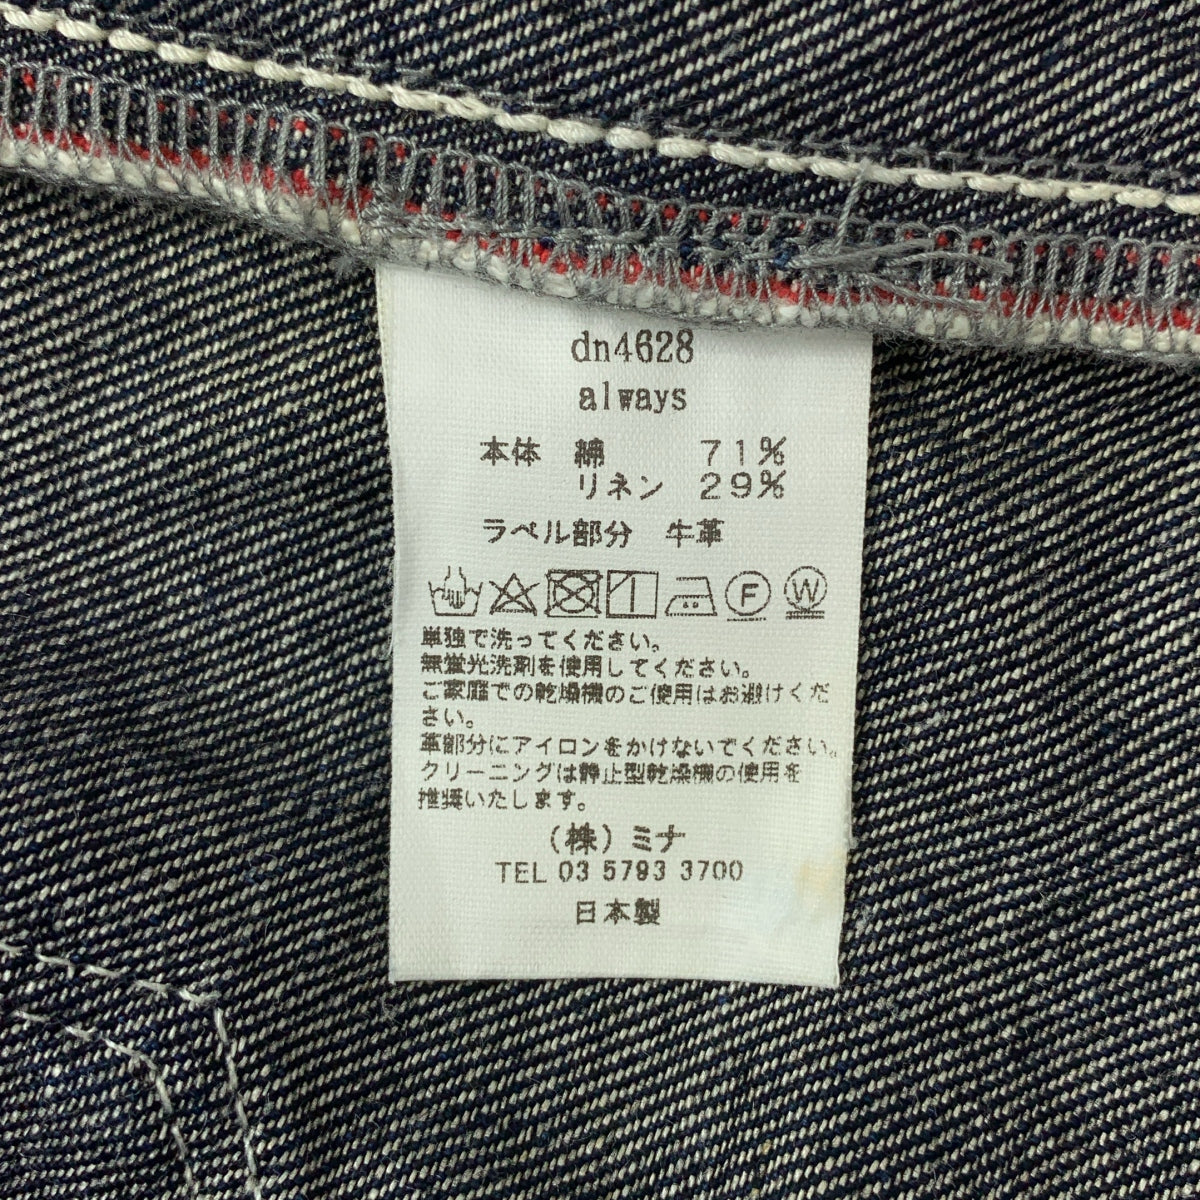 dn4628
always
本体 綿 71%
リネン 29%
ラベル部分 牛革
F W
単独で洗ってください。
無蛍光洗剤を使用してください。
ご家庭での乾燥機のご使用はお避けくだ
さい。
革部分にアイロンをかけないでください。
クリーニングは静止型乾燥機の使用を
推奨いたします。
(株)ミナ
TEL 03 5793 3700
日本製